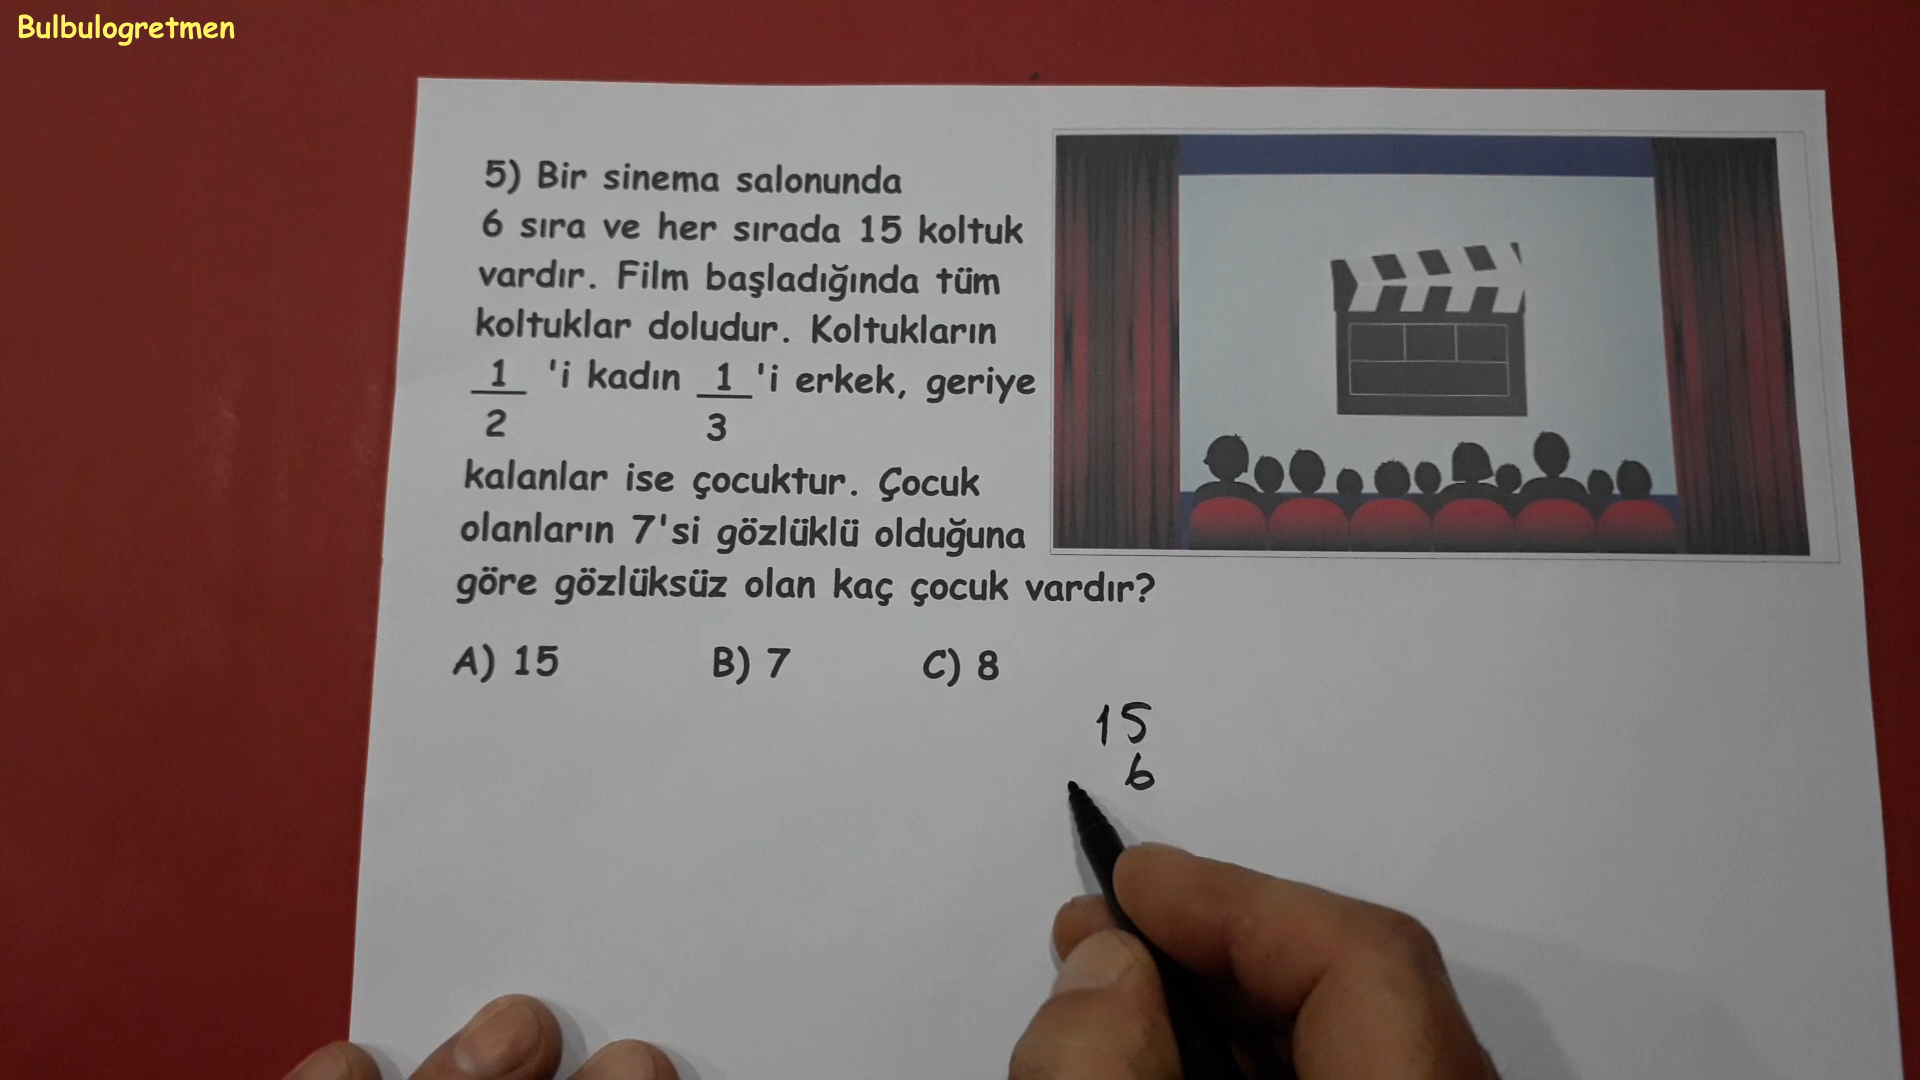 Bulbulogretmen
5) Bir sinema salonunda
6 sıra ve her sırada 15 koltuk
vardır. Film başladığında tüm
koltuklar doludur. Koltukların
1/2 'i kadın 1/3 'i erkek, geriye
kalanlar ise çocuktur. Çocuk
olanların 7'si gözlüklü olduğuna
göre gözlüksüz olan kaç çocuk vardır?
A) 15 B) 7 C) 8
15
6